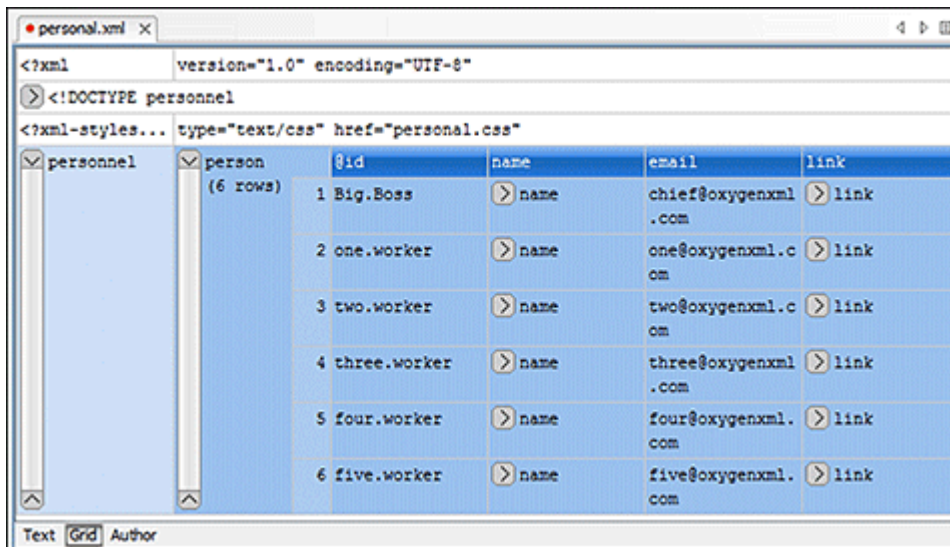 personal.xml
<?xml version="1.0" encoding="UTF-8"
<!DOCTYPE personnel
<?xml-styles... type="text/css" href="personal.css"
personnel person @id name email link
(6 rows) 1 Big.Boss name chief@oxygenxml link
.com
2 one.worker name one@oxygenxml.c link
om
3 two.worker name two@oxygenxml.c link
om
4 three.worker name three@oxygenxml link
.com
5 four.worker name four@oxygenxml. link
com
6 five.worker name five@oxygenxml. link
com
Text Grid Author